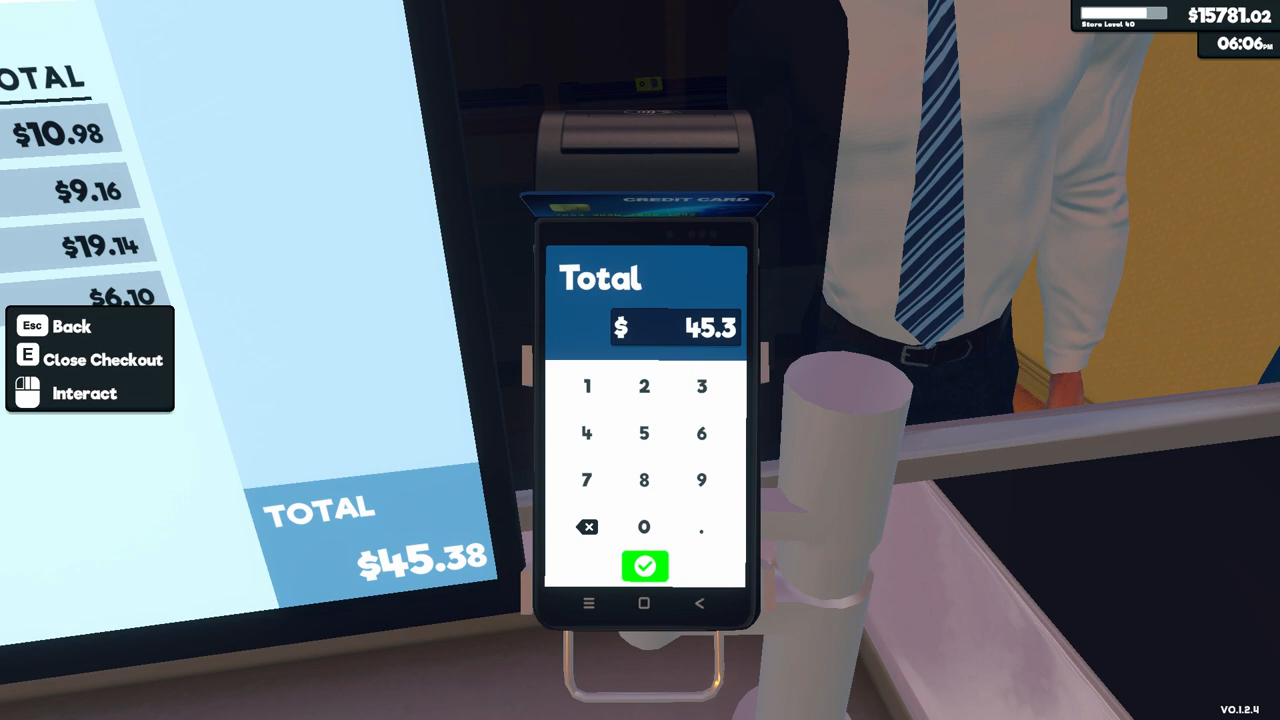 $15781.02
Store Level 40
06:06PM
OTAL
$10.98
$9.16
$19.14
$6.10
Esc Back
E Close Checkout
Interact
TOTAL
$45.38
CREDIT CARD
Total
$ 45.3
1 2 3
4 5 6
7 8 9
0 .
V0.1.2.4